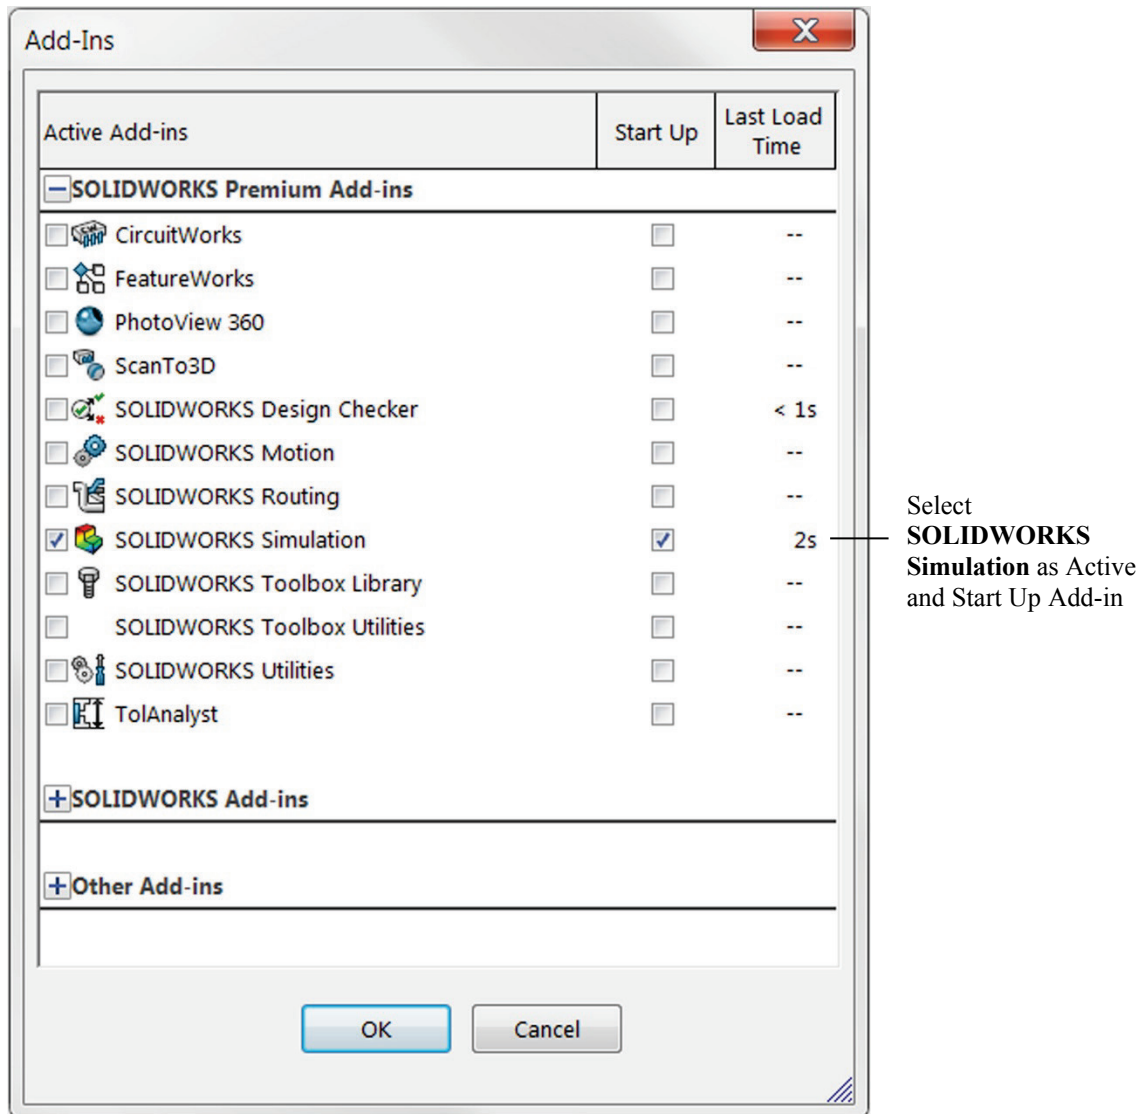 Add-Ins
Active Add-ins
Start Up
Last Load
Time
SOLIDWORKS Premium Add-ins
CircuitWorks --
FeatureWorks --
PhotoView 360 --
ScanTo3D --
SOLIDWORKS Design Checker < 1s
SOLIDWORKS Motion --
SOLIDWORKS Routing --
SOLIDWORKS Simulation 2s
SOLIDWORKS Toolbox Library --
SOLIDWORKS Toolbox Utilities --
SOLIDWORKS Utilities --
TolAnalyst --
SOLIDWORKS Add-ins
Other Add-ins
OK
Cancel
Select
SOLIDWORKS
Simulation as Active
and Start Up Add-in